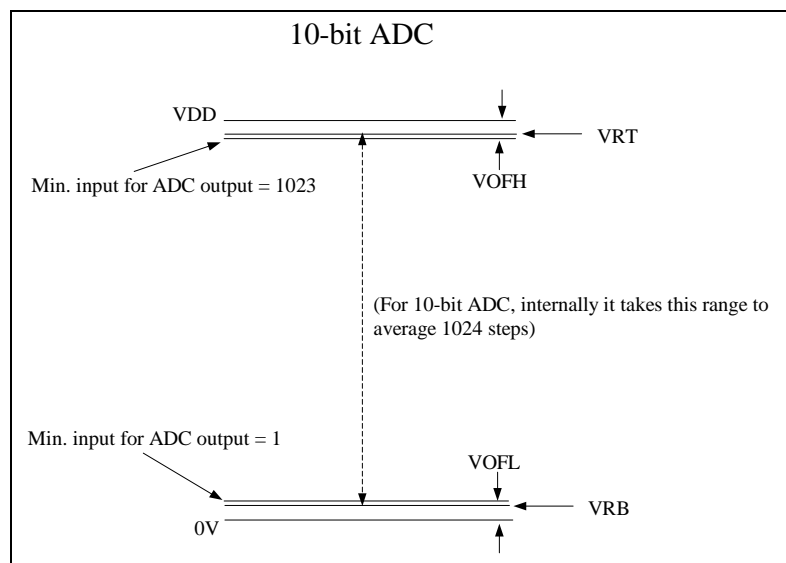 10-bit ADC
VDD
VRT
Min. input for ADC output = 1023
VOFH
(For 10-bit ADC, internally it takes this range to
average 1024 steps)
Min. input for ADC output = 1
VOFL
VRB
0V